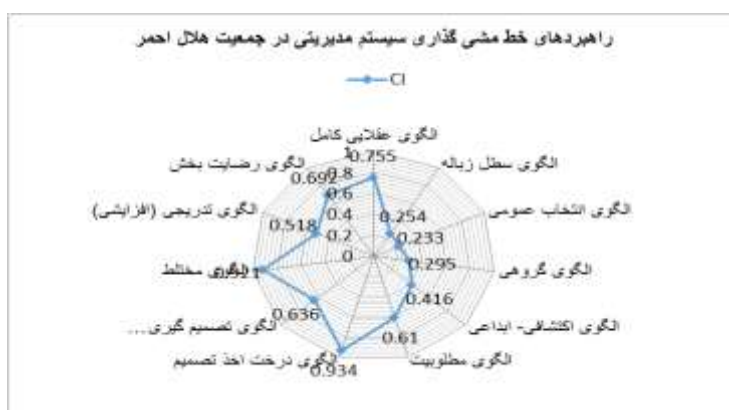 راهبردهای خط مشی گذاری سیستم مدیریتی در جمعیت هلال احمر
CI
الگوی عقلایی کامل
الگوی سطل زباله
الگوی انتخاب عمومی
الگوی گروهی
الگوی اکتشافی- ابداعی
الگوی مطلوبیت
الگوی درخت اخذ تصمیم
الگوی تصمیم گیری...
الگوی مختلط
الگوی تدریجی (افزایشی)
الگوی رضایت بخش
1
0.8
0.6
0.4
0.2
0
0.755
0.254
0.233
0.295
0.416
0.61
0.934
0.636
0.518
0.692